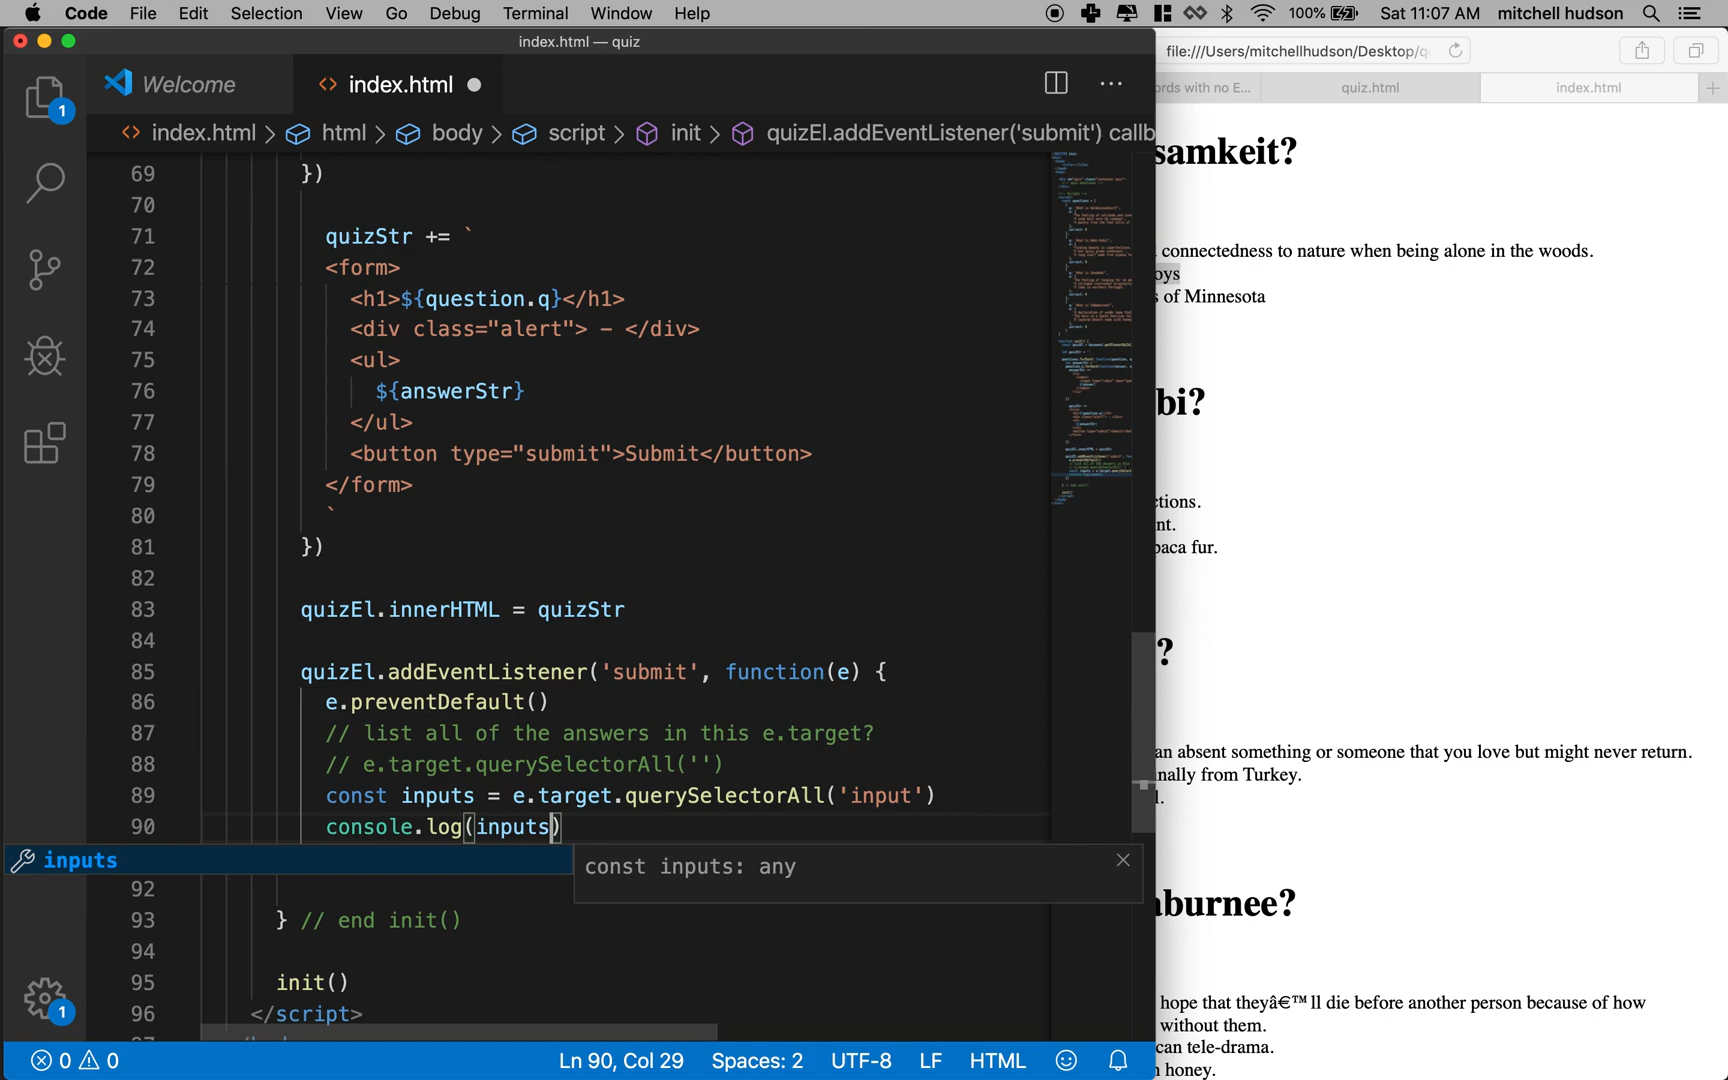 Code File Edit Selection View Go Debug Terminal Window Help 100% Sat 11:07 AM mitchell hudson
index.html — quiz
file:///Users/mitchellhudson/Desktop/q
Welcome
index.html
ords with no E...
quiz.html
index.html
index.html > html > body > script > init > quizEl.addEventListener('submit') callb
1
69 })
70
71 quizStr += `
72 <form>
73 <h1>${question.q}</h1>
74 <div class="alert"> - </div>
75 <ul>
76 ${answerStr}
77 </ul>
78 <button type="submit">Submit</button>
79 </form>
80 `
81 })
82
83 quizEl.innerHTML = quizStr
84
85 quizEl.addEventListener('submit', function(e) {
86 e.preventDefault()
87 // list all of the answers in this e.target?
88 // e.target.querySelectorAll('')
89 const inputs = e.target.querySelectorAll('input')
90 console.log(inputs)
inputs
const inputs: any
92
93 } // end init()
94
95 init()
96 </script>
1
0 0
Ln 90, Col 29 Spaces: 2 UTF-8 LF HTML
samkeit?
connectedness to nature when being alone in the woods.
oys
s of Minnesota
bi?
ctions.
nt.
paca fur.
?
an absent something or someone that you love but might never return.
inally from Turkey.
l.
aburnee?
hope that theyâ€™ll die before another person because of how
without them.
can tele-drama.
n honey.